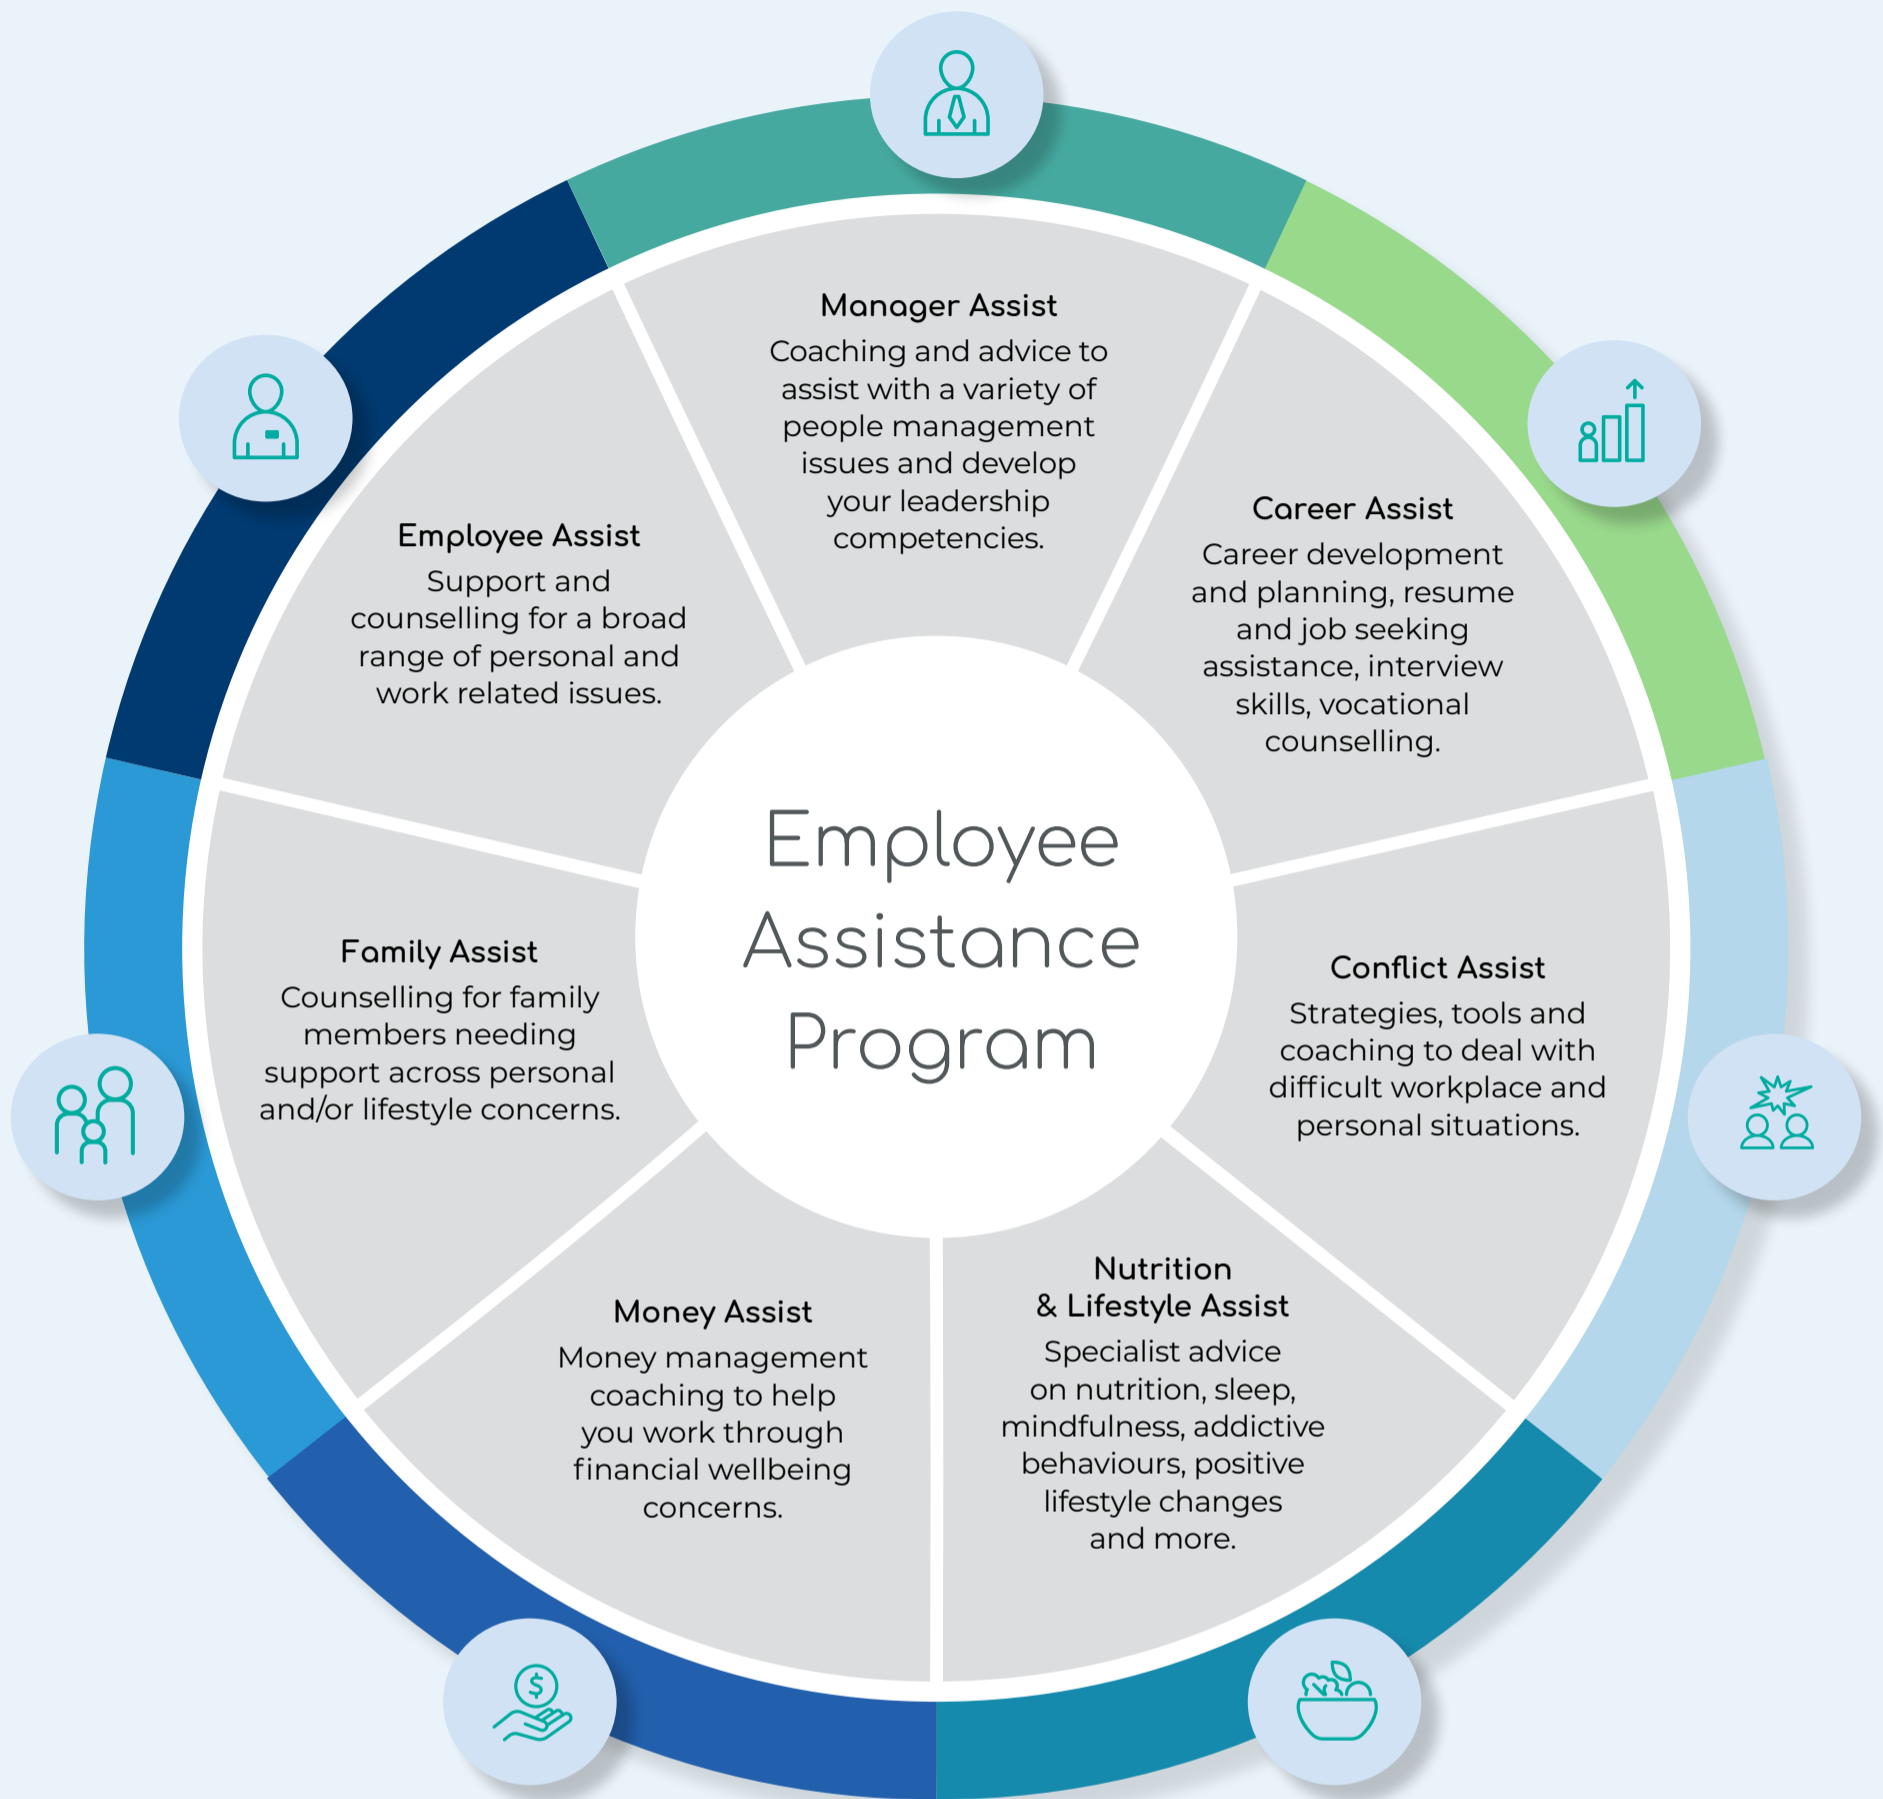 Manager Assist
Coaching and advice to
assist with a variety of
people management
issues and develop
your leadership
competencies.
Career Assist
Career development
and planning, resume
and job seeking
assistance, interview
skills, vocational
counselling.
Conflict Assist
Strategies, tools and
coaching to deal with
difficult workplace and
personal situations.
Nutrition
& Lifestyle Assist
Specialist advice
on nutrition, sleep,
mindfulness, addictive
behaviours, positive
lifestyle changes
and more.
Money Assist
Money management
coaching to help
you work through
financial wellbeing
concerns.
Family Assist
Counselling for family
members needing
support across personal
and/or lifestyle concerns.
Employee Assist
Support and
counselling for a broad
range of personal and
work related issues.
Employee
Assistance
Program
$